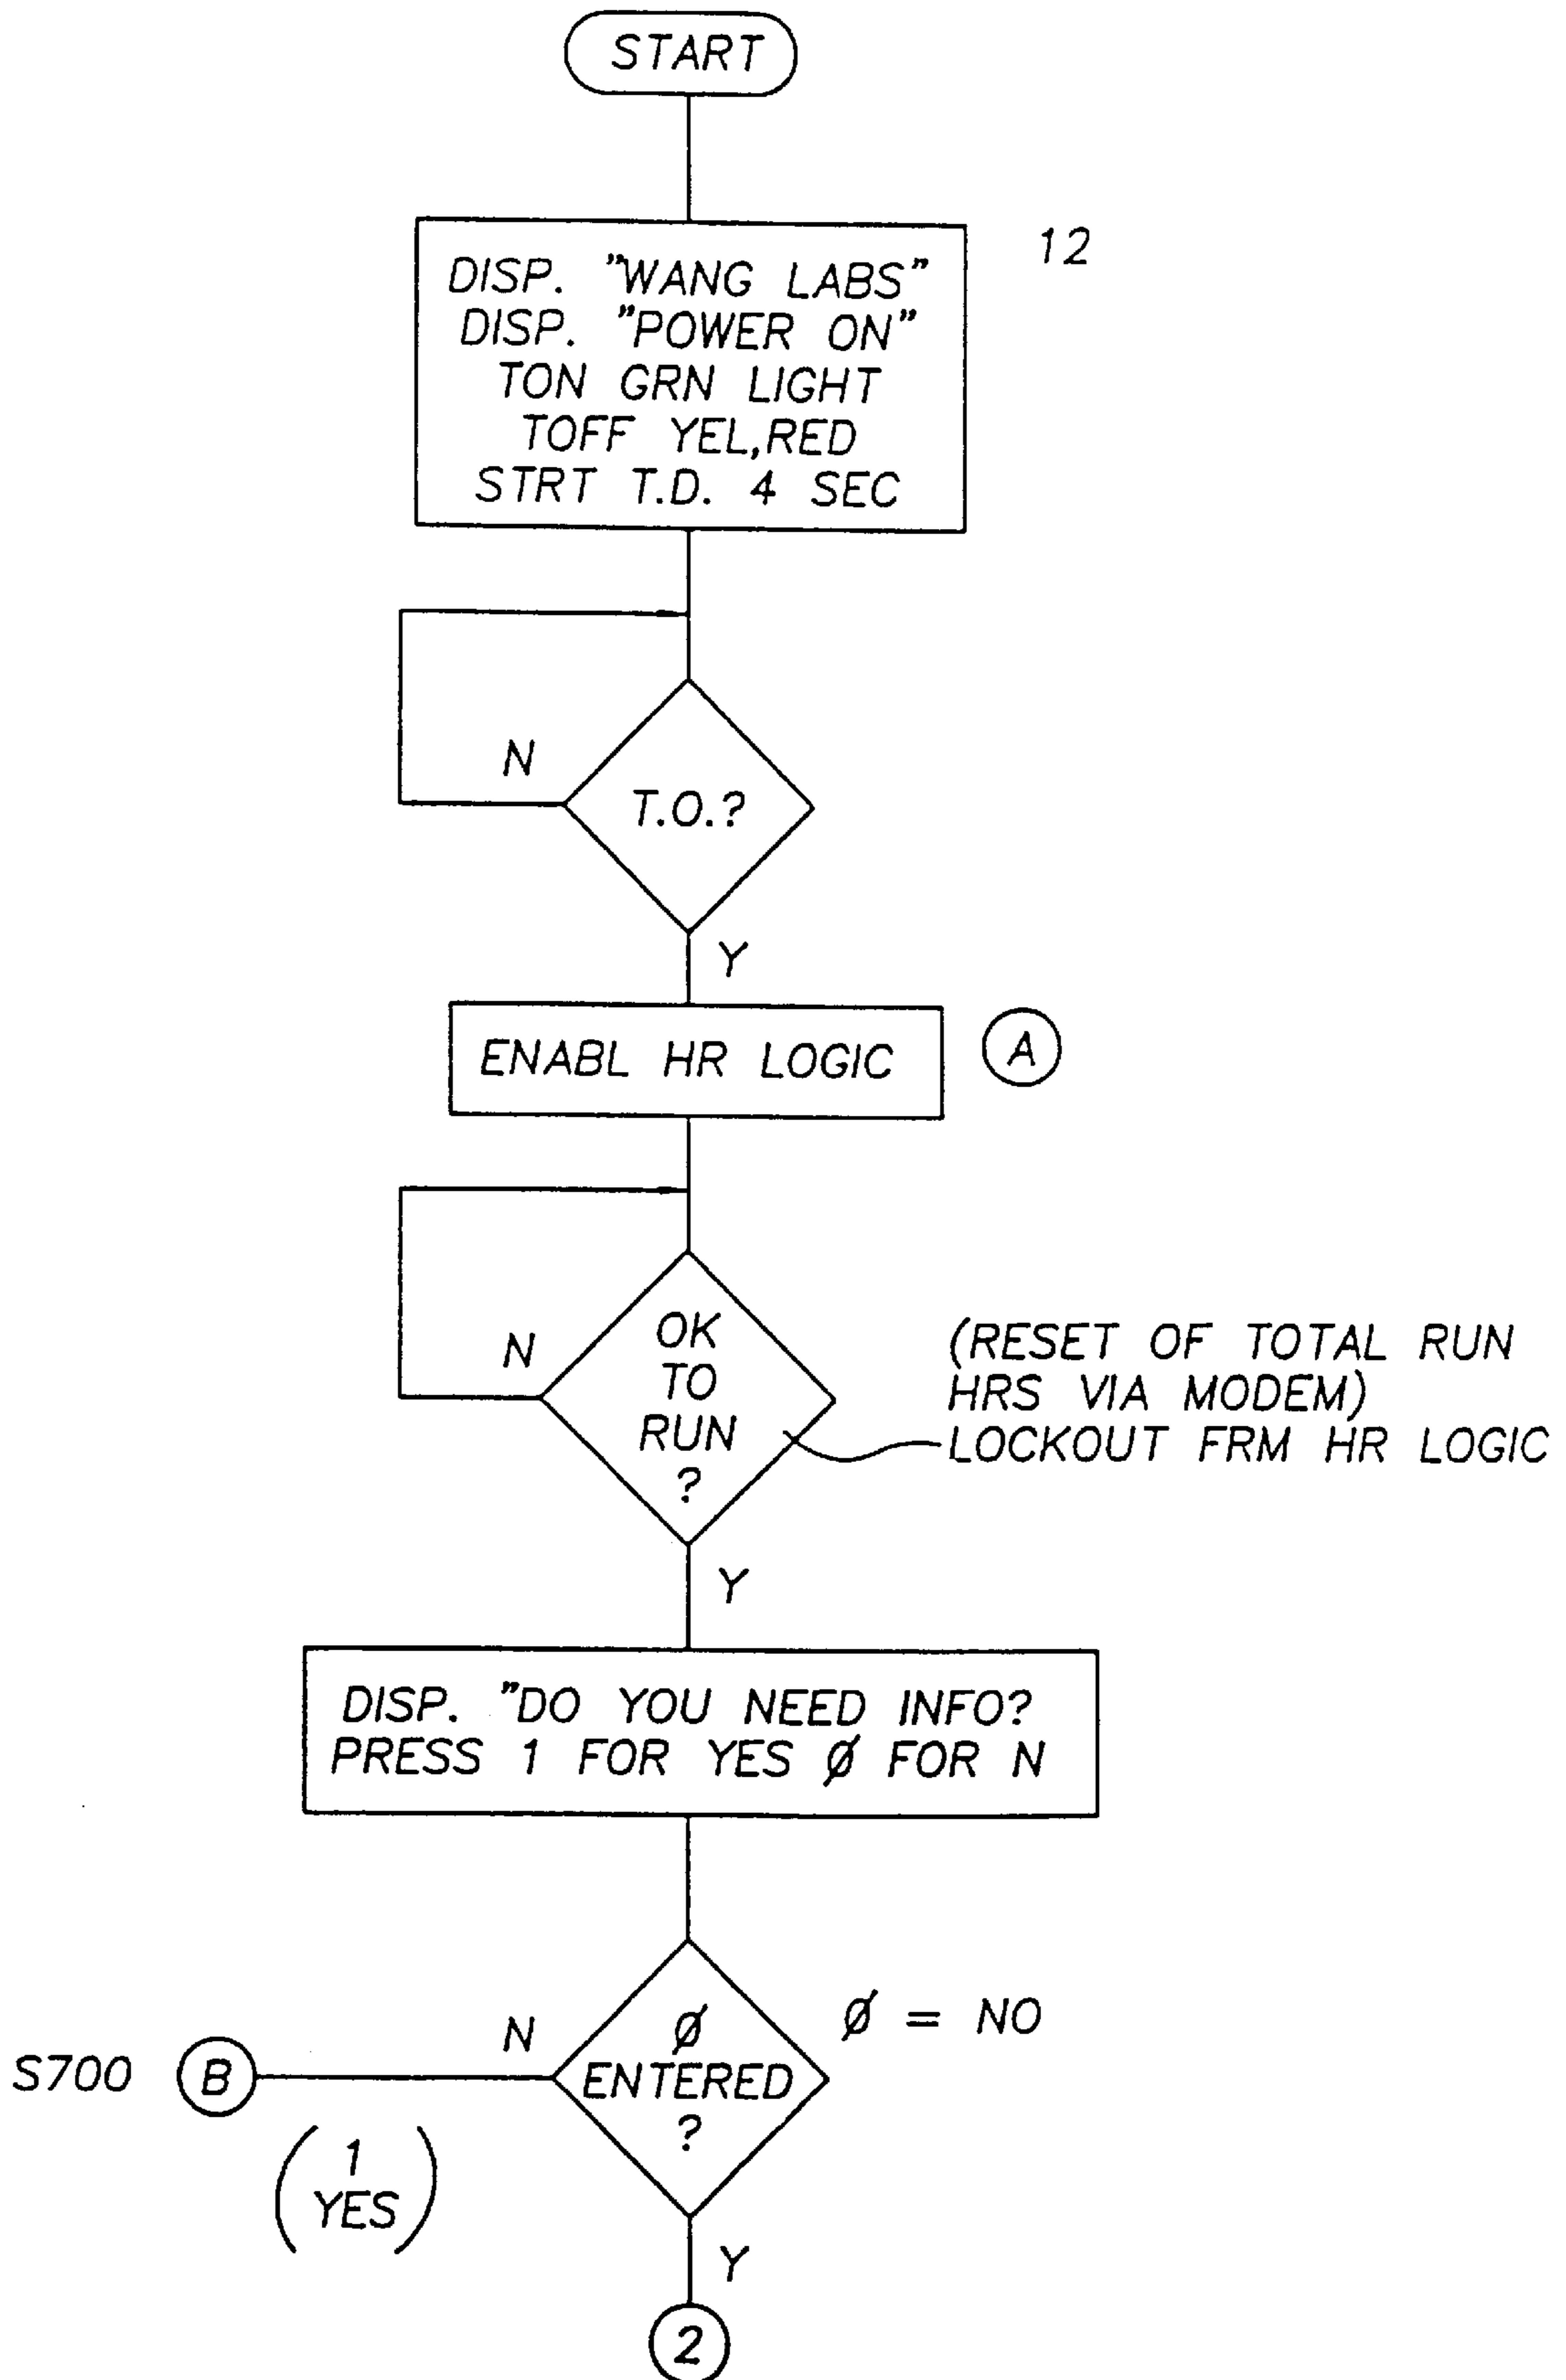 START
12
DISP. "WANG LABS"
DISP. "POWER ON"
TON GRN LIGHT
TOFF YEL,RED
STRT T.D. 4 SEC
N
T.O.?
Y
ENABL HR LOGIC
A
N
OK
TO
RUN
?
(RESET OF TOTAL RUN
HRS VIA MODEM)
LOCKOUT FRM HR LOGIC
Y
DISP. "DO YOU NEED INFO?
PRESS 1 FOR YES Ø FOR N
N
Ø
ENTERED
?
Ø = NO
S700
B
(1
YES)
Y
2